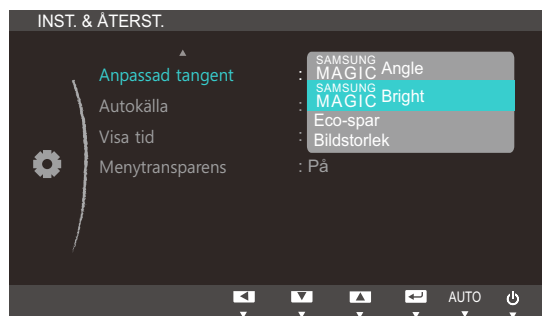 INST. & ÅTERST.
Anpassad tangent :
SAMSUNG MAGIC Angle
SAMSUNG MAGIC Bright
Eco-spar
Bildstorlek
Autokälla :
Visa tid :
Menytransparens : På
AUTO